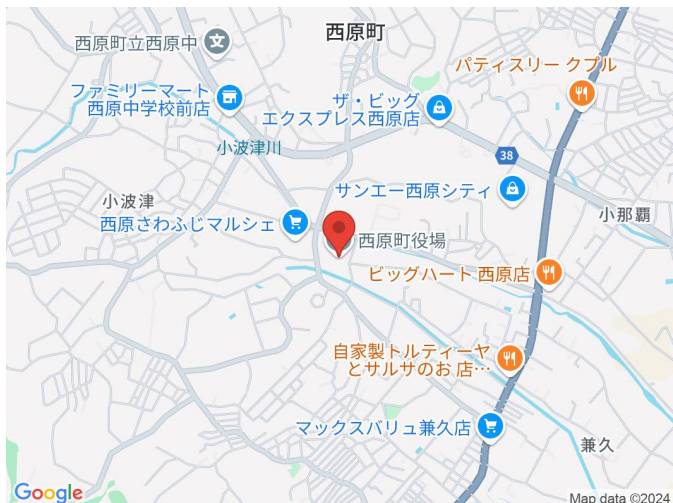 西原町
西原町立西原中
パティスリー クプル
ファミリーマート
西原中学校前店
ザ・ビッグ
エクスプレス西原店
小波津川
38
小波津
サンエー西原シティ
小那覇
西原さわふじマルシェ
西原町役場
ビッグハート 西原店
自家製トルティーヤ
とサルサのお 店…
マックスバリュ兼久店
兼久
Google
Map data ©2024